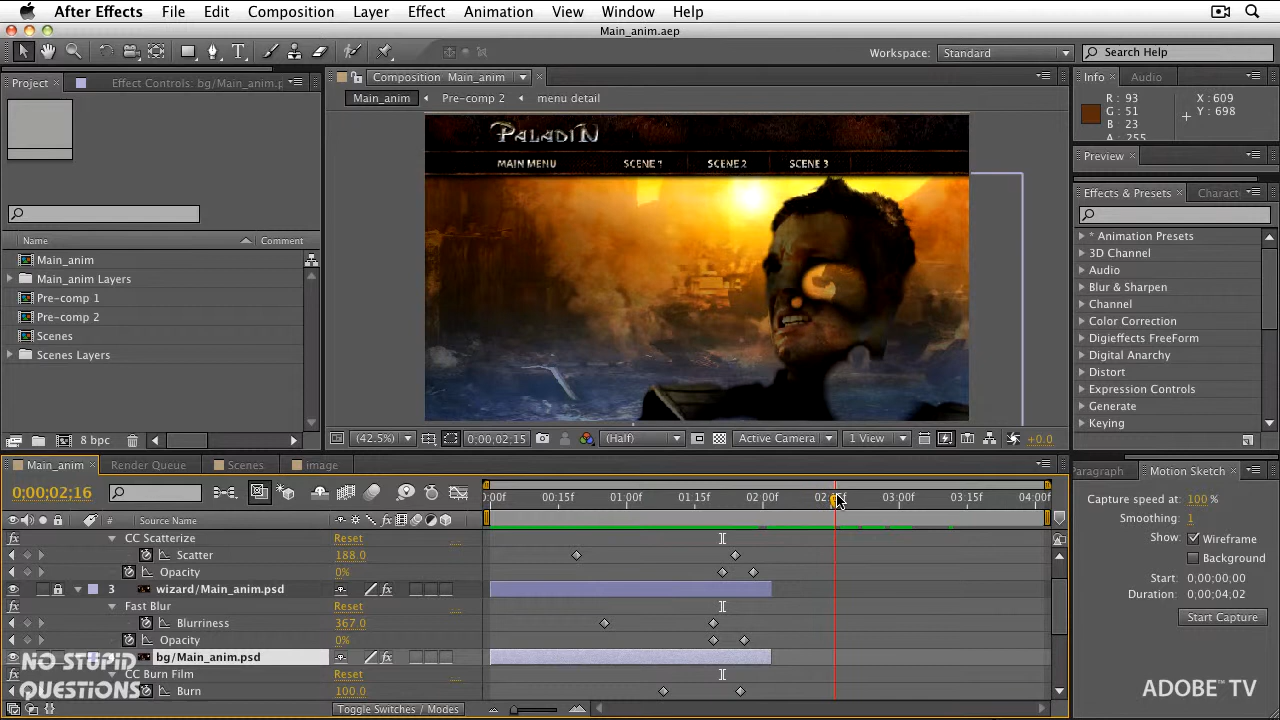 After Effects File Edit Composition Layer Effect Animation View Window Help
Main_anim.aep
Workspace: Standard Search Help
Project Effect Controls: bg/Main_anim.p
Composition Main_anim
Info Audio
Main_anim Pre-comp 2 menu detail
R : 93 X : 609
G : 51 Y : 698
B : 23
A : 255
PALADIN
MAIN MENU SCENE 1 SCENE 2 SCENE 3
Preview
Effects & Presets Charact
Name Comment
Main_anim
Main_anim Layers
Pre-comp 1
Pre-comp 2
Scenes
Scenes Layers
* Animation Presets
3D Channel
Audio
Blur & Sharpen
Channel
Color Correction
Digieffects FreeForm
Digital Anarchy
Distort
Expression Controls
Generate
Keying
8 bpc
(42.5%) 0;00;02;15 (Half) Active Camera 1 View +0.0
Main_anim Render Queue Scenes image
aragraph Motion Sketch
0;00;02;16
0:00f 00:15f 01:00f 01:15f 02:00f 03:00f 03:15f 04:00f
Source Name
CC Scatterize Reset
Scatter 188.0
Opacity 0%
3 wizard/Main_anim.psd
Fast Blur Reset
Blurriness 367.0
Opacity 0%
bg/Main_anim.psd
CC Burn Film Reset
Burn 100.0
Toggle Switches / Modes
Capture speed at: 100 %
Smoothing: 1
Show: Wireframe
Background
Start: 0;00;00;00
Duration: 0;00;04;02
Start Capture
NO STUPID
QUESTIONS
ADOBE™ TV